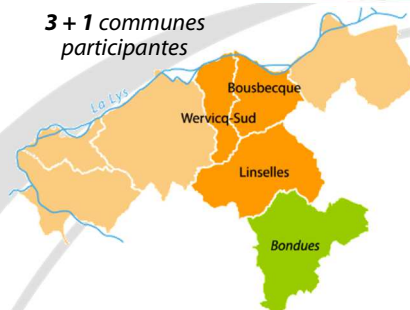 3 + 1 communes
participantes
La Lys
Bousbecque
Wervicq-Sud
Linselles
Bondues